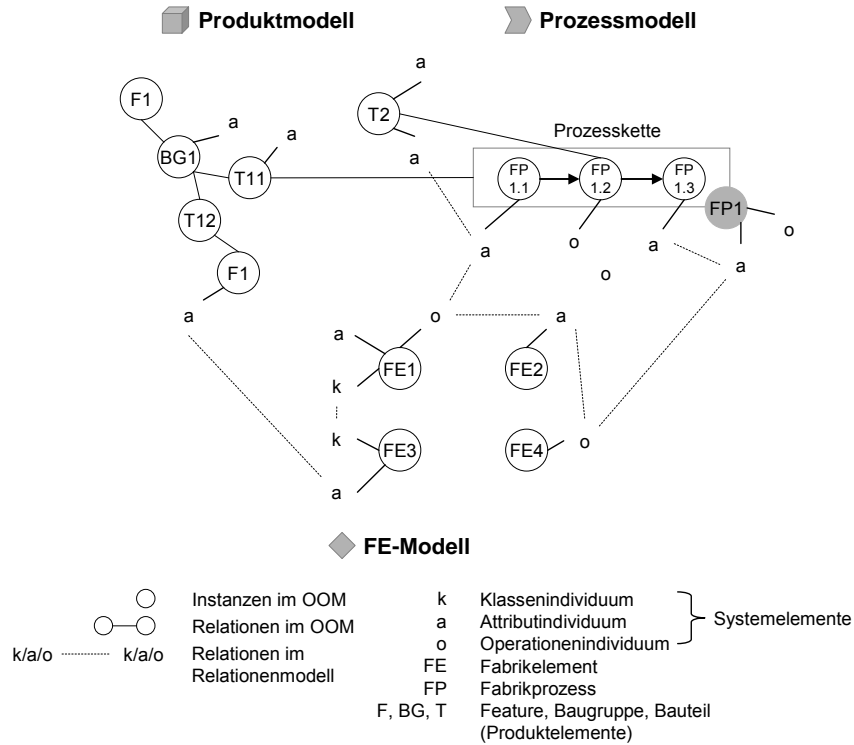 Produktmodell
Prozessmodell
a
F1
T2
a
a
Prozesskette
BG1
a
T11
FP 1.1
FP 1.2
FP 1.3
T12
FP1
o
a
o
a
F1
o
a
a
o
a
a
FE1
FE2
k
k
FE3
FE4
o
a
FE-Modell
Instanzen im OOM
Relationen im OOM
k/a/o k/a/o Relationen im
Relationenmodell
k Klassenindividuum
a Attributindividuum
o Operationenindividuum
Systemelemente
FE Fabrikelement
FP Fabrikprozess
F, BG, T Feature, Baugruppe, Bauteil
(Produktelemente)